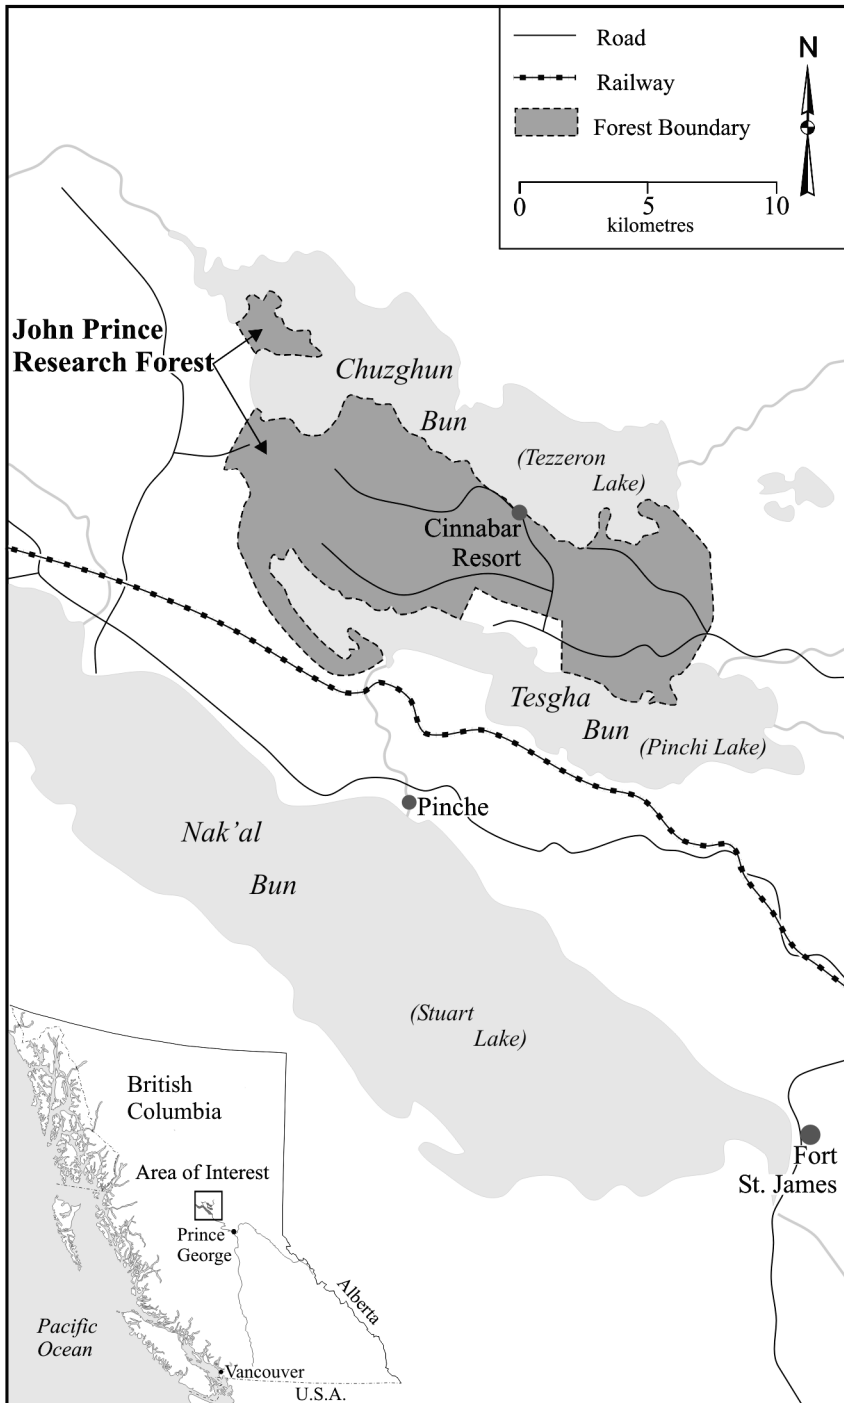 Road
N
Railway
Forest Boundary
0 5 10
kilometres
John Prince
Research Forest
Chuzghun
Bun
(Tezzeron
Lake)
Cinnabar
Resort
Tesgha
Bun
(Pinchi Lake)
Pinche
Nak’al
Bun
(Stuart
Lake)
Fort
St. James
British
Columbia
Area of Interest
Prince
George
Alberta
Pacific
Ocean
Vancouver
U.S.A.